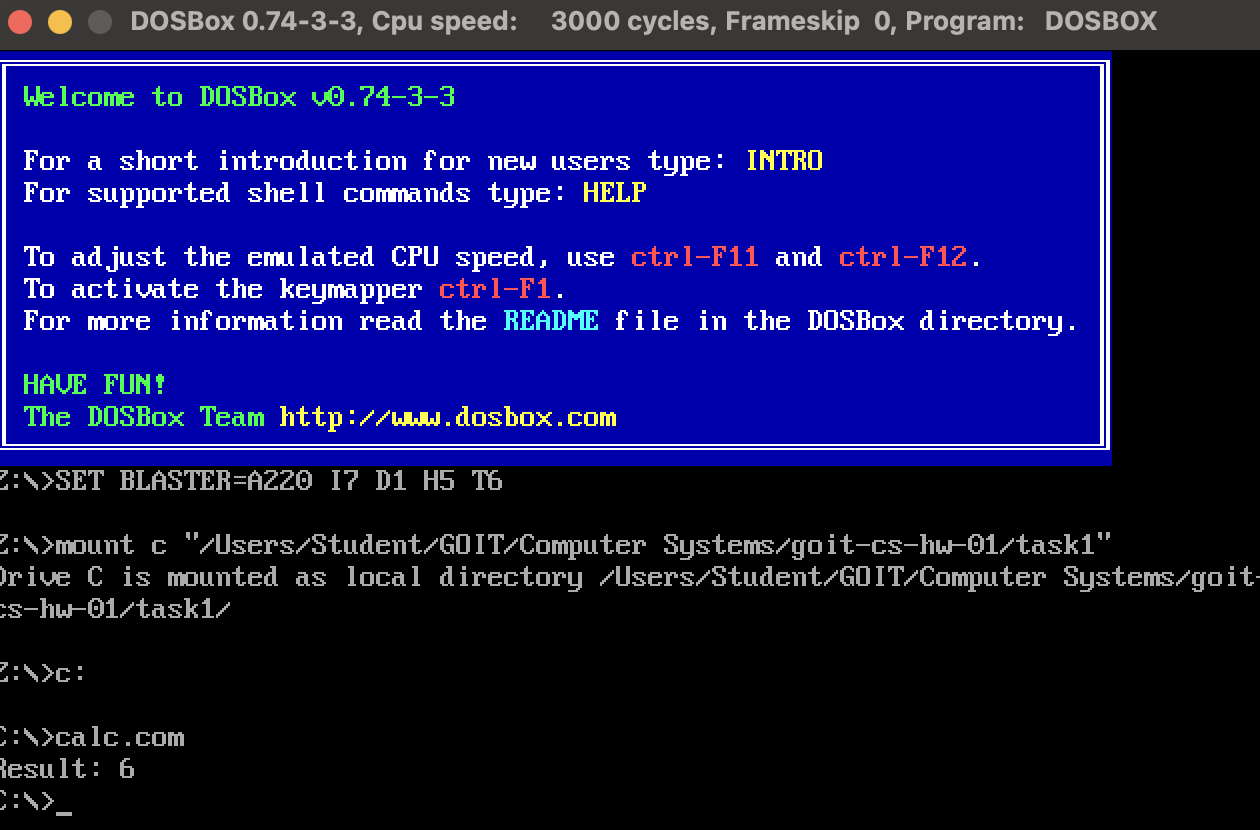 DOSBox 0.74-3-3, Cpu speed: 3000 cycles, Frameskip 0, Program: DOSBOX
Welcome to DOSBox v0.74-3-3
For a short introduction for new users type: INTRO
For supported shell commands type: HELP
To adjust the emulated CPU speed, use ctrl-F11 and ctrl-F12.
To activate the keymapper ctrl-F1.
For more information read the README file in the DOSBox directory.
HAVE FUN!
The DOSBox Team http://www.dosbox.com
Z:\>SET BLASTER=A220 I7 D1 H5 T6
Z:\>mount c "/Users/Student/GOIT/Computer Systems/goit-cs-hw-01/task1"
Drive C is mounted as local directory /Users/Student/GOIT/Computer Systems/goit-
cs-hw-01/task1/
Z:\>c:
C:\>calc.com
Result: 6
C:\>_